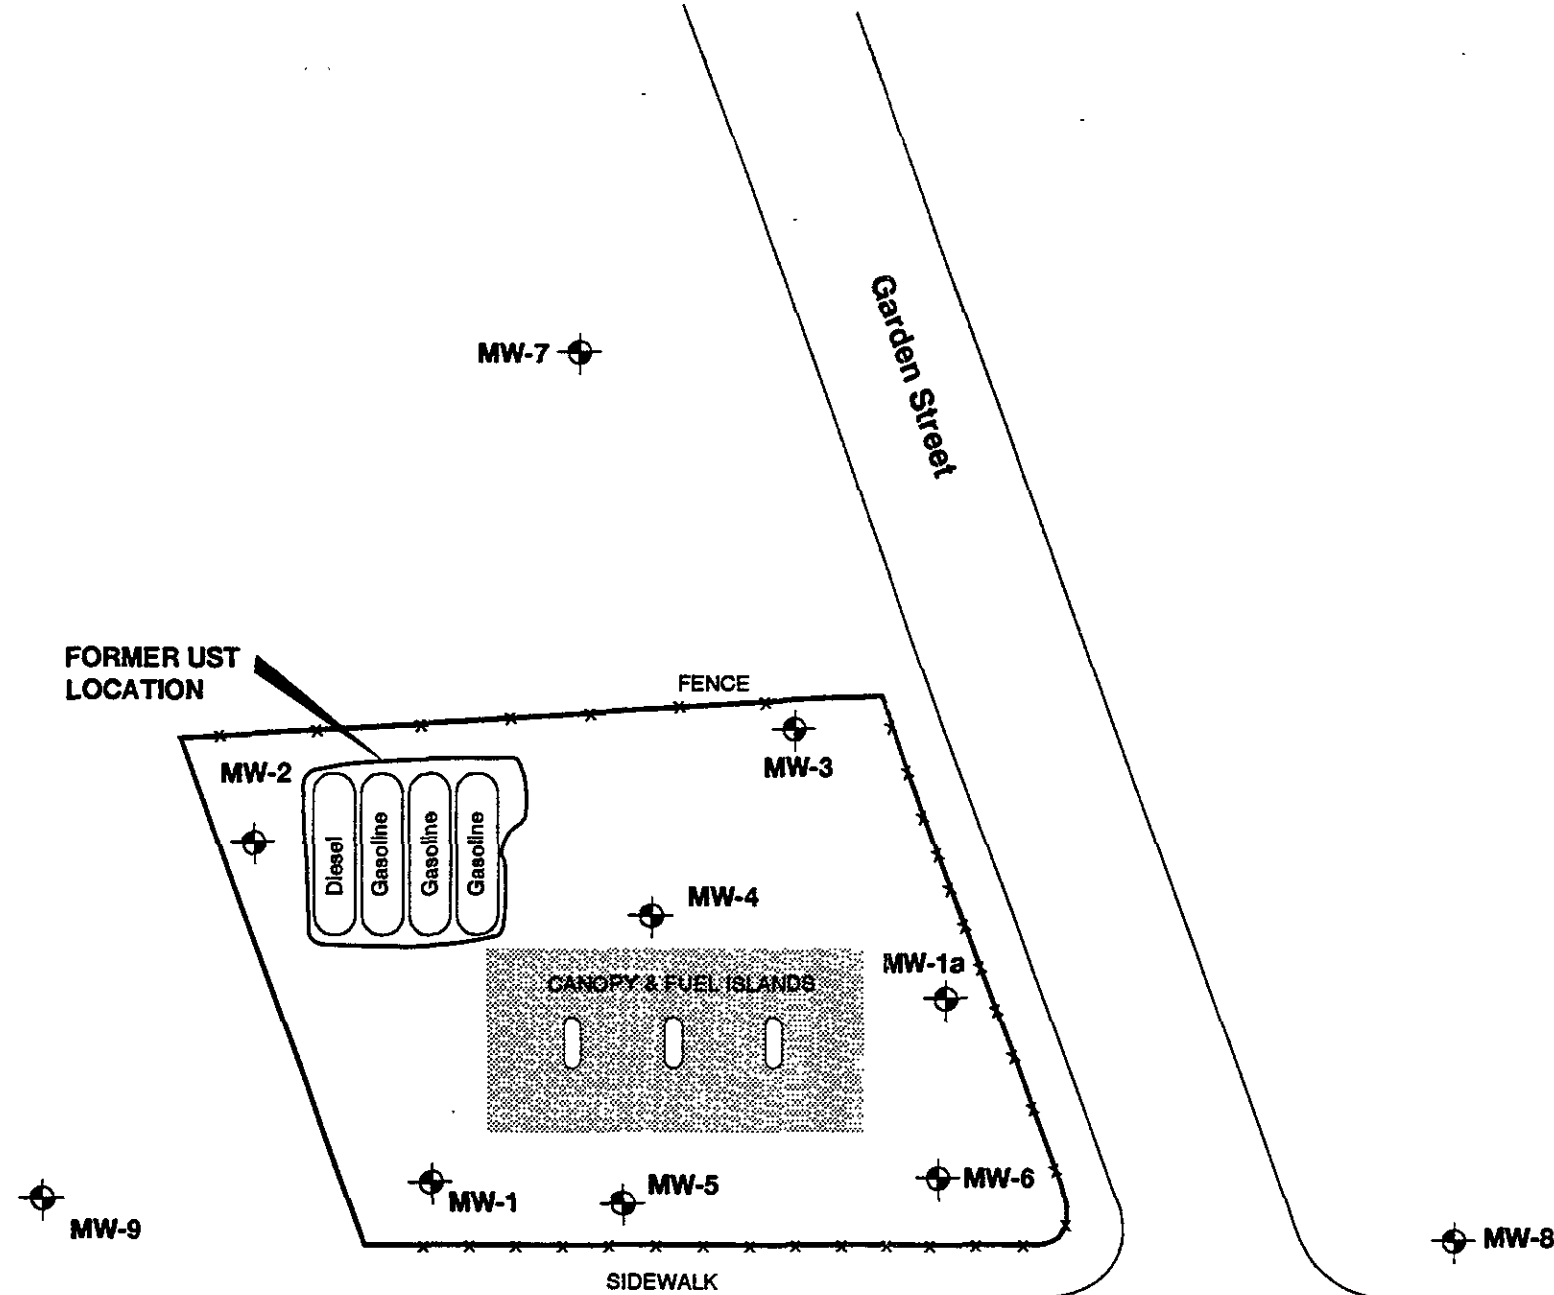 Garden Street
MW-7
FORMER UST
LOCATION
FENCE
MW-2
MW-3
Diesel
Gasoline
Gasoline
Gasoline
MW-4
MW-1a
CANOPY & FUEL ISLANDS
MW-1
MW-5
MW-6
MW-9
MW-8
SIDEWALK